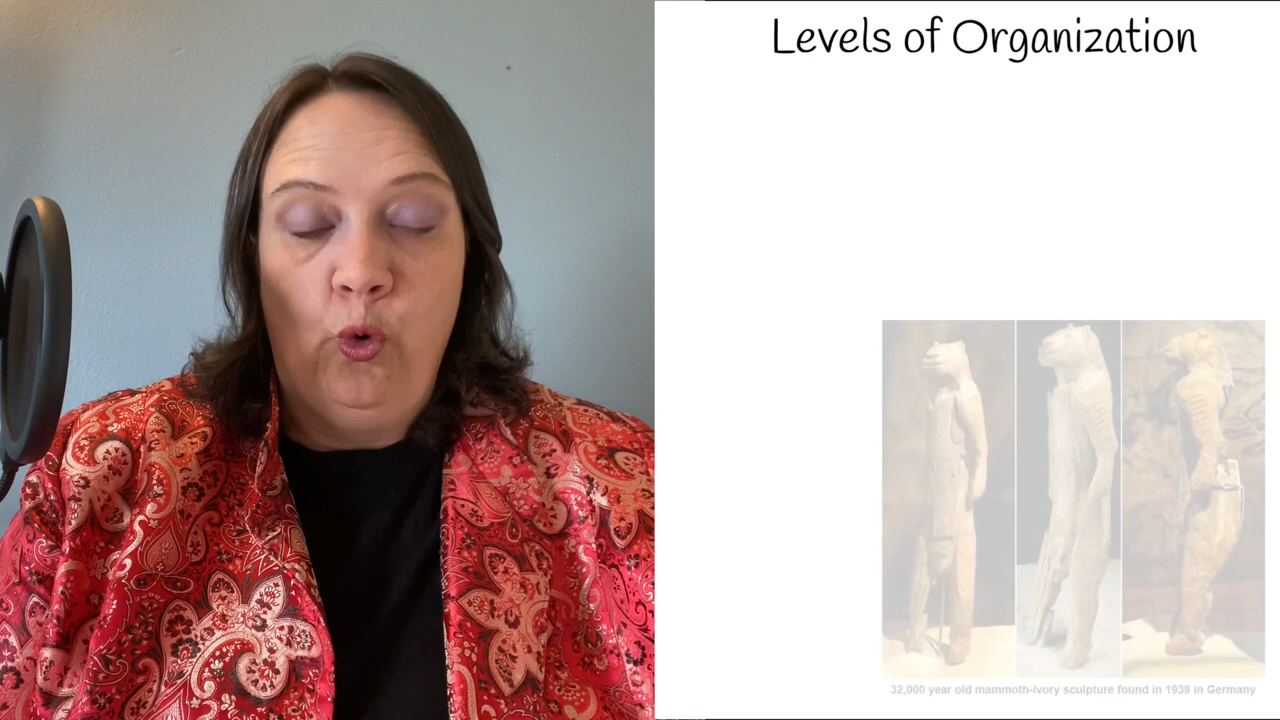 Levels of Organization
32,000 year old mammoth-ivory sculpture found in 1939 in Germany